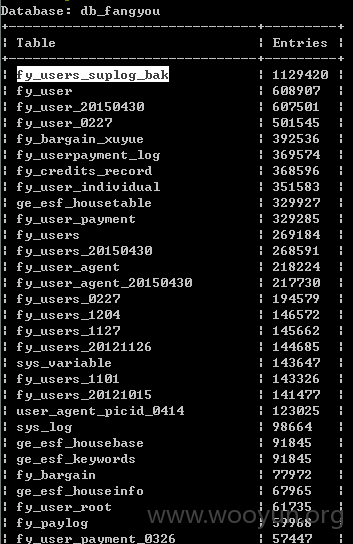 Database: db_fangyou
Table Entries
fy_users_suplog_bak 1129420
fy_user 608907
fy_user_20150430 607501
fy_user_0227 501545
fy_bargain_xuyue 392536
fy_userpayment_log 369574
fy_credits_record 368596
fy_user_individual 351583
ge_esf_housetable 329927
fy_user_payment 329285
fy_users 269184
fy_users_20150430 268591
fy_user_agent 218224
fy_user_agent_20150430 217730
fy_users_0227 194579
fy_users_1204 146572
fy_users_1127 145662
fy_users_20121126 144685
sys_variable 143647
fy_users_1101 143326
fy_users_20121015 141477
user_agent_picid_0414 123025
sys_log 98664
ge_esf_housebase 91845
ge_esf_keywords 91845
fy_bargain 77972
ge_esf_houseinfo 67965
fy_user_root 61735
fy_paylog 59968
fy_user_payment_0326 57447
www.wooyun.org